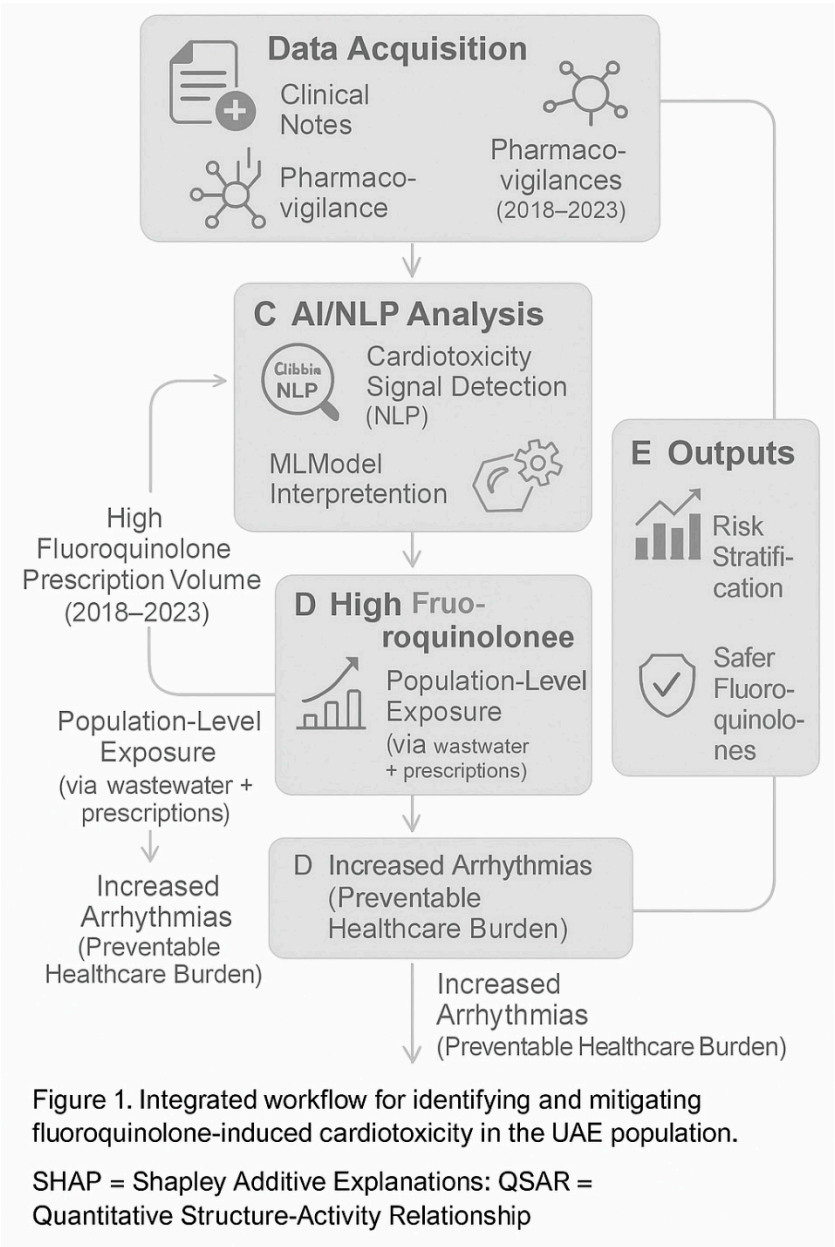 Data Acquisition
Clinical
Notes
Pharmaco-
vigilance
Pharmaco-
vigilances
(2018–2023)
C AI/NLP Analysis
Clibbin
NLP
Cardiotoxicity
Signal Detection
(NLP)
MLModel
Interpretention
High
Fluoroquinolone
Prescription Volume
(2018–2023)
Population-Level
Exposure
(via wastewater +
prescriptions)
Increased
Arrhythmias
(Preventable
Healthcare Burden)
D High Fruo-
roquinolonee
Population-Level
Exposure
(via wastwater
+ prescriptions)
D Increased Arrhythmias
(Preventable
Healthcare Burden)
Increased
Arrhythmias
(Preventable Healthcare Burden)
E Outputs
Risk
Stratifi-
cation
Safer
Fluoro-
quinolo-
nes
Figure 1. Integrated workflow for identifying and mitigating
fluoroquinolone-induced cardiotoxicity in the UAE population.
SHAP = Shapley Additive Explanations: QSAR =
Quantitative Structure-Activity Relationship